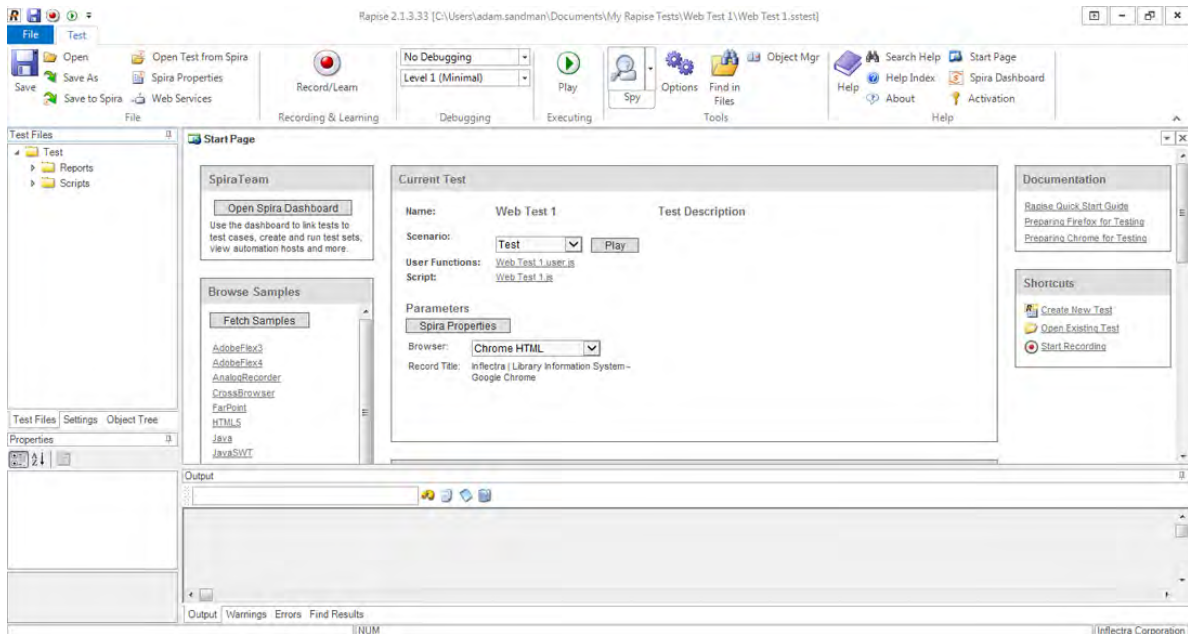 Rapise 2.1.3.33 [C:\Users\adam.sandman\Documents\My Rapise Tests\Web Test 1\Web Test 1.sstest]
File Test
Save
Open
Save As
Save to Spira
Open Test from Spira
Spira Properties
Web Services
File
Record/Learn
Recording & Learning
No Debugging
Level 1 (Minimal)
Debugging
Play
Executing
Spy
Options
Find in
Files
Object Mgr
Tools
Help
Search Help
Help Index
About
Start Page
Spira Dashboard
Activation
Help
Test Files
Test
Reports
Scripts
Test Files Settings Object Tree
Properties
Start Page
SpiraTeam
Open Spira Dashboard
Use the dashboard to link tests to
test cases, create and run test sets,
view automation hosts and more.
Browse Samples
Fetch Samples
AdobeFlex3
AdobeFlex4
AnalogRecorder
CrossBrowser
FarPoint
HTML5
Java
JavaSWT
Current Test
Name: Web Test 1 Test Description
Scenario: Test Play
User Functions: Web Test 1.user.js
Script: Web Test 1.js
Parameters
Spira Properties
Browser: Chrome HTML
Record Title: Inflectra | Library Information System -
Google Chrome
Documentation
Rapise Quick Start Guide
Preparing Firefox for Testing
Preparing Chrome for Testing
Shortcuts
Create New Test
Open Existing Test
Start Recording
Output
Output Warnings Errors Find Results
NUM
Inflectra Corporation